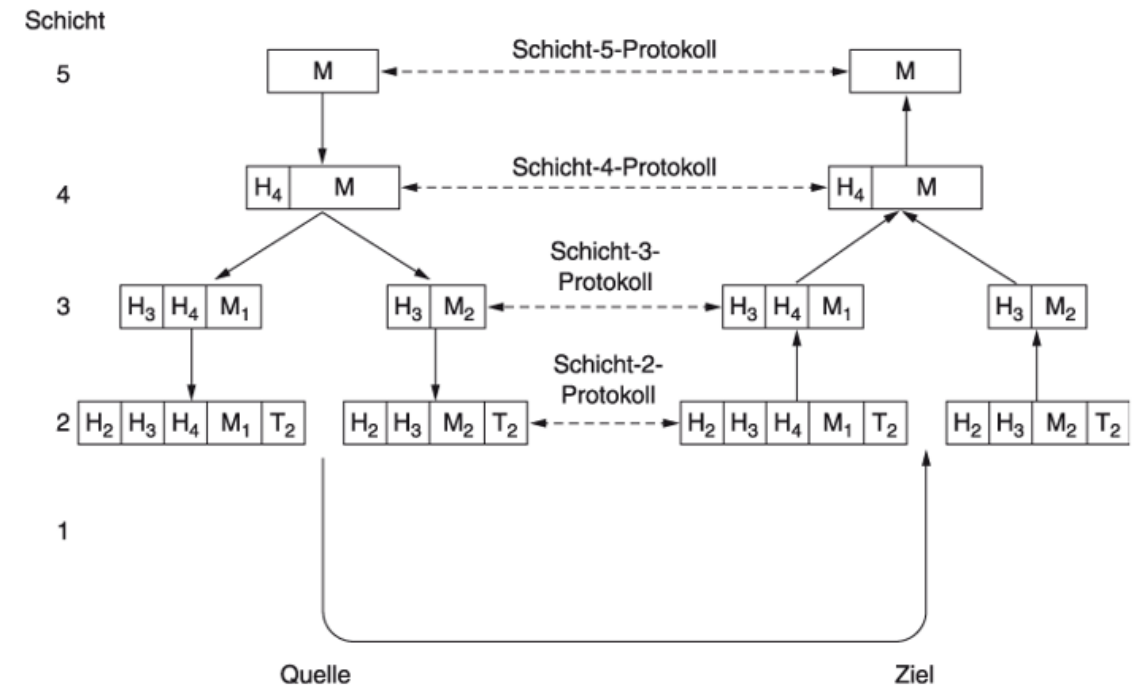 Schicht
5 M Schicht-5-Protokoll M
4 H₄ M Schicht-4-Protokoll H₄ M
Schicht-3-
Protokoll
3 H₃ H₄ M₁ H₃ M₂ H₃ H₄ M₁ H₃ M₂
Schicht-2-
Protokoll
2 H₂ H₃ H₄ M₁ T₂ H₂ H₃ M₂ T₂ H₂ H₃ H₄ M₁ T₂ H₂ H₃ M₂ T₂
1
Quelle Ziel